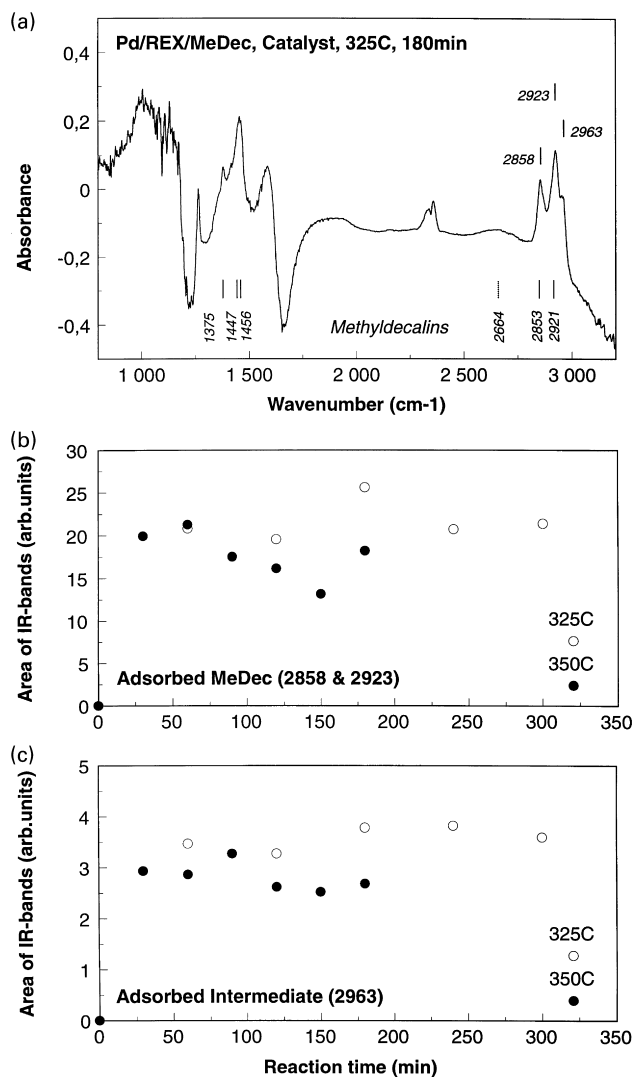 (a)
Pd/REX/MeDec, Catalyst, 325C, 180min
0,4
0,2
0
-0,2
-0,4
Absorbance
2923
2963
2858
1375
1447
1456
Methyldecalins
2664
2853
2921
1 000
1 500
2 000
2 500
3 000
Wavenumber (cm-1)
(b)
30
25
20
15
10
5
0
Area of IR-bands (arb.units)
325C
350C
Adsorbed MeDec (2858 & 2923)
0 50 100 150 200 250 300 350
(c)
5
4
3
2
1
0
Area of IR-bands (arb.units)
325C
350C
Adsorbed Intermediate (2963)
0 50 100 150 200 250 300 350
Reaction time (min)